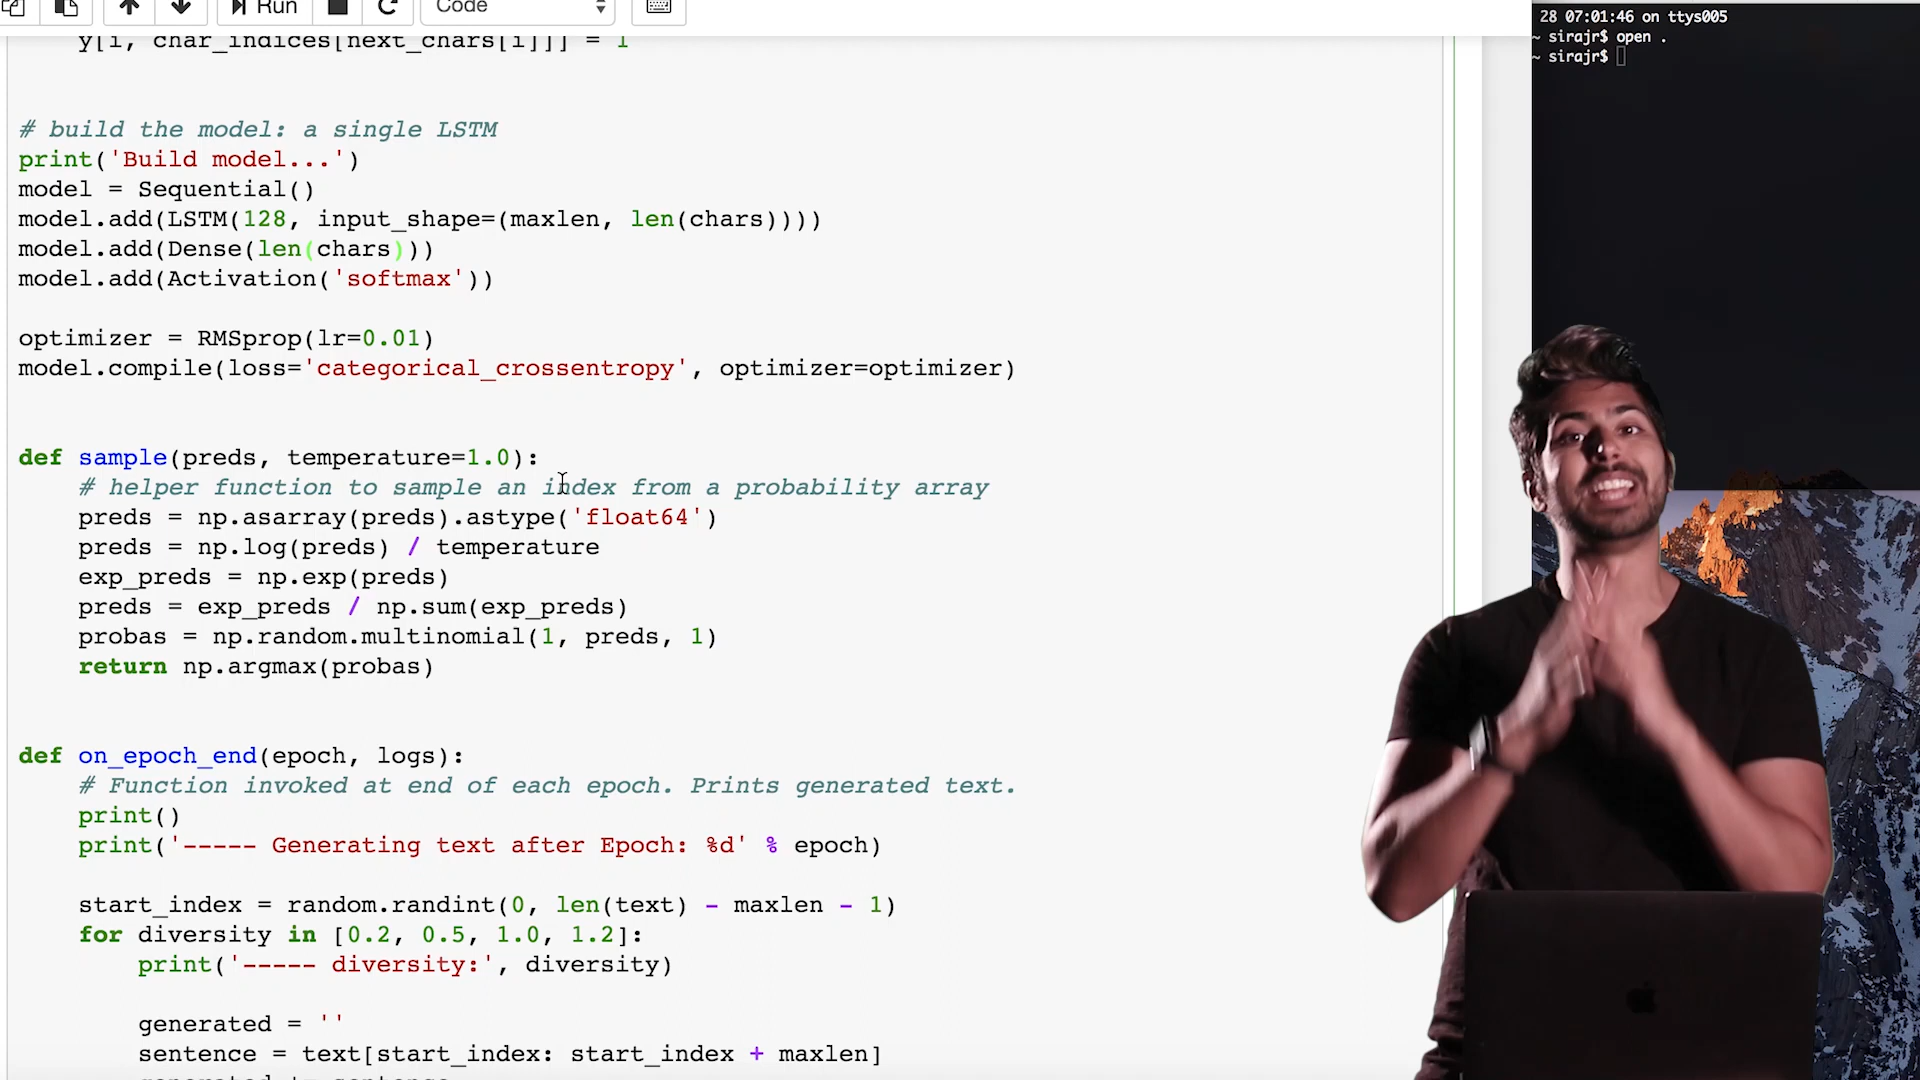 Run
Code
y[i, char_indices[next_chars[i]]] = 1
# build the model: a single LSTM
print('Build model...')
model = Sequential()
model.add(LSTM(128, input_shape=(maxlen, len(chars))))
model.add(Dense(len(chars)))
model.add(Activation('softmax'))
optimizer = RMSprop(lr=0.01)
model.compile(loss='categorical_crossentropy', optimizer=optimizer)
def sample(preds, temperature=1.0):
# helper function to sample an index from a probability array
preds = np.asarray(preds).astype('float64')
preds = np.log(preds) / temperature
exp_preds = np.exp(preds)
preds = exp_preds / np.sum(exp_preds)
probas = np.random.multinomial(1, preds, 1)
return np.argmax(probas)
def on_epoch_end(epoch, logs):
# Function invoked at end of each epoch. Prints generated text.
print()
print('----- Generating text after Epoch: %d' % epoch)
start_index = random.randint(0, len(text) - maxlen - 1)
for diversity in [0.2, 0.5, 1.0, 1.2]:
print('----- diversity:', diversity)
generated = ''
sentence = text[start_index: start_index + maxlen]
generated += sentence
28 07:01:46 on ttys005
~ sirajr$ open .
~ sirajr$